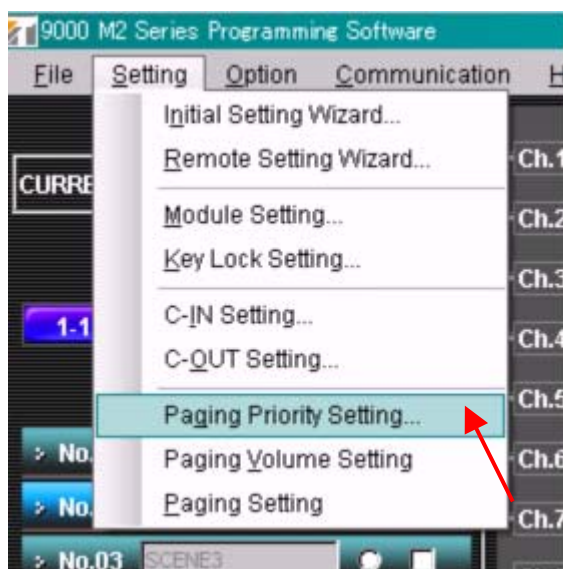 9000 M2 Series Programming Software
File Setting Option Communication H
Initial Setting Wizard...
Remote Setting Wizard...
Ch.1
CURRE
Module Setting...
Ch.2
Key Lock Setting...
Ch.3
C-IN Setting...
1-1
Ch.4
C-OUT Setting...
Ch.5
Paging Priority Setting...
No.
Paging Volume Setting
Ch.6
No.
Paging Setting
Ch.7
No.03 SCENE3